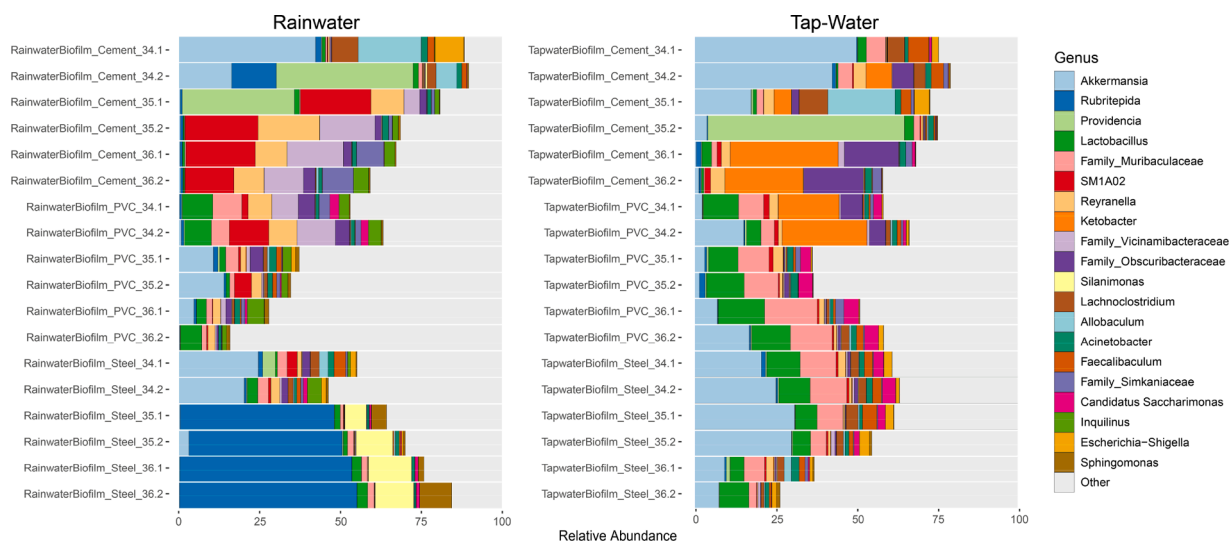 Rainwater
RainwaterBiofilm_Cement_34.1
RainwaterBiofilm_Cement_34.2
RainwaterBiofilm_Cement_35.1
RainwaterBiofilm_Cement_35.2
RainwaterBiofilm_Cement_36.1
RainwaterBiofilm_Cement_36.2
RainwaterBiofilm_PVC_34.1
RainwaterBiofilm_PVC_34.2
RainwaterBiofilm_PVC_35.1
RainwaterBiofilm_PVC_35.2
RainwaterBiofilm_PVC_36.1
RainwaterBiofilm_PVC_36.2
RainwaterBiofilm_Steel_34.1
RainwaterBiofilm_Steel_34.2
RainwaterBiofilm_Steel_35.1
RainwaterBiofilm_Steel_35.2
RainwaterBiofilm_Steel_36.1
RainwaterBiofilm_Steel_36.2
0 25 50 75 100
Tap-Water
TapwaterBiofilm_Cement_34.1
TapwaterBiofilm_Cement_34.2
TapwaterBiofilm_Cement_35.1
TapwaterBiofilm_Cement_35.2
TapwaterBiofilm_Cement_36.1
TapwaterBiofilm_Cement_36.2
TapwaterBiofilm_PVC_34.1
TapwaterBiofilm_PVC_34.2
TapwaterBiofilm_PVC_35.1
TapwaterBiofilm_PVC_35.2
TapwaterBiofilm_PVC_36.1
TapwaterBiofilm_PVC_36.2
TapwaterBiofilm_Steel_34.1
TapwaterBiofilm_Steel_34.2
TapwaterBiofilm_Steel_35.1
TapwaterBiofilm_Steel_35.2
TapwaterBiofilm_Steel_36.1
TapwaterBiofilm_Steel_36.2
0 25 50 75 100
Relative Abundance
Genus
Akkermansia
Rubritepida
Providencia
Lactobacillus
Family_Muribaculaceae
SM1A02
Reyranella
Ketobacter
Family_Vicinamibacteraceae
Family_Obscuribacteraceae
Silanimonas
Lachnoclostridium
Allobaculum
Acinetobacter
Faecalibaculum
Family_Simkaniaceae
Candidatus Saccharimonas
Inquilinus
Escherichia−Shigella
Sphingomonas
Other